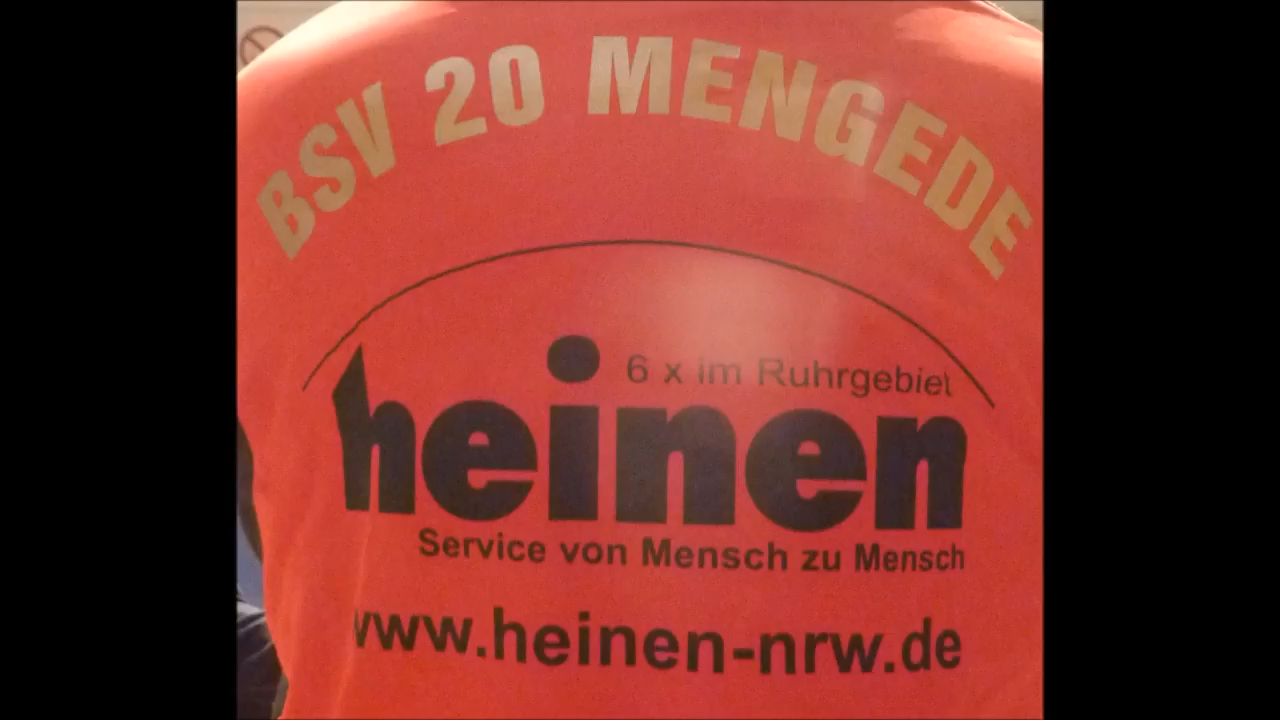 BSV 20 MENGEDE
6 x im Ruhrgebiet
heinen
Service von Mensch zu Mensch
www.heinen-nrw.de